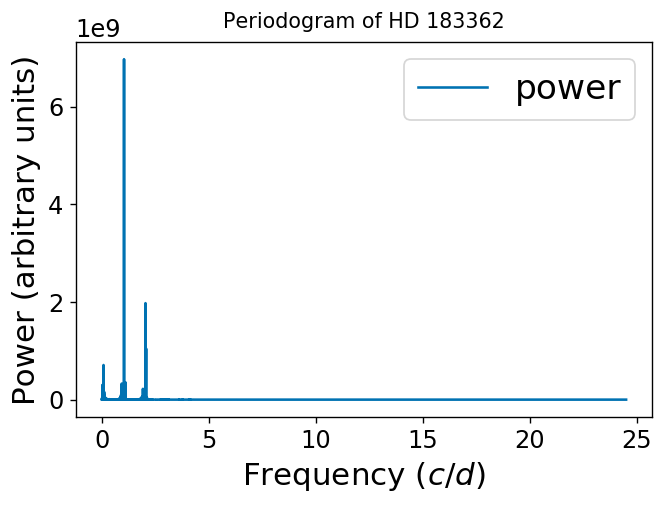 Periodogram of HD 183362
1e9
power
6
4
2
0
Power (arbitrary units)
0 5 10 15 20 25
Frequency (c/d)